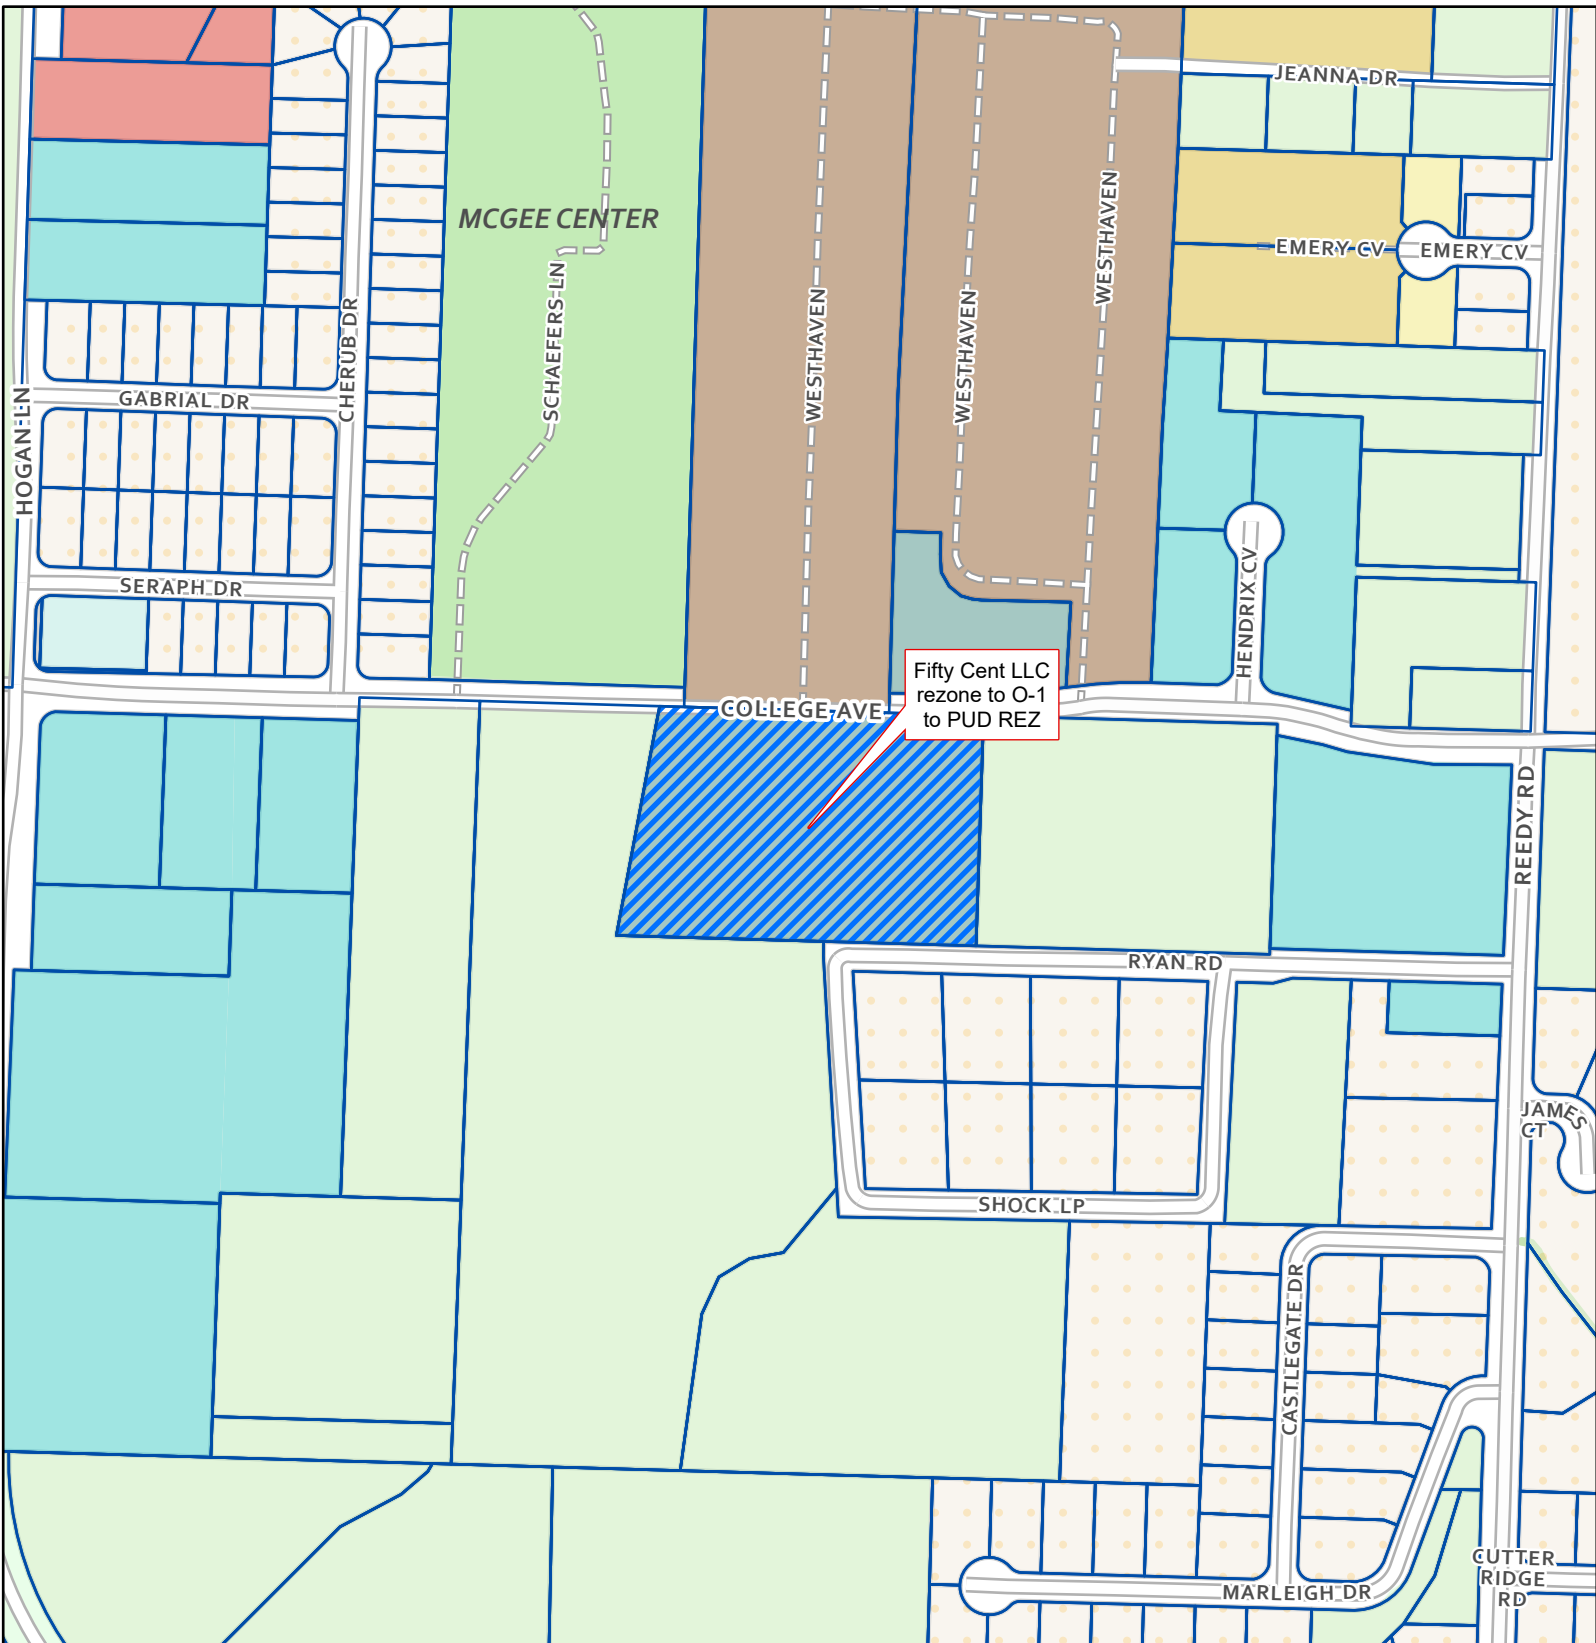 JEANNA DR
MCGEE CENTER
WESTHAVEN
EMERY CV
EMERY CV
SCHAEFERS LN
WESTHAVEN
WESTHAVEN
CHERUB DR
GABRIAL DR
HOGAN LN
SERAPH DR
HENDRIX CV
Fifty Cent LLC
rezone to O-1
to PUD REZ
COLLEGE AVE
REEDY RD
RYAN RD
JAMES
CT
SHOCK LP
CASTLEGATE DR
CUTTER
RIDGE
RD
MARLEIGH DR